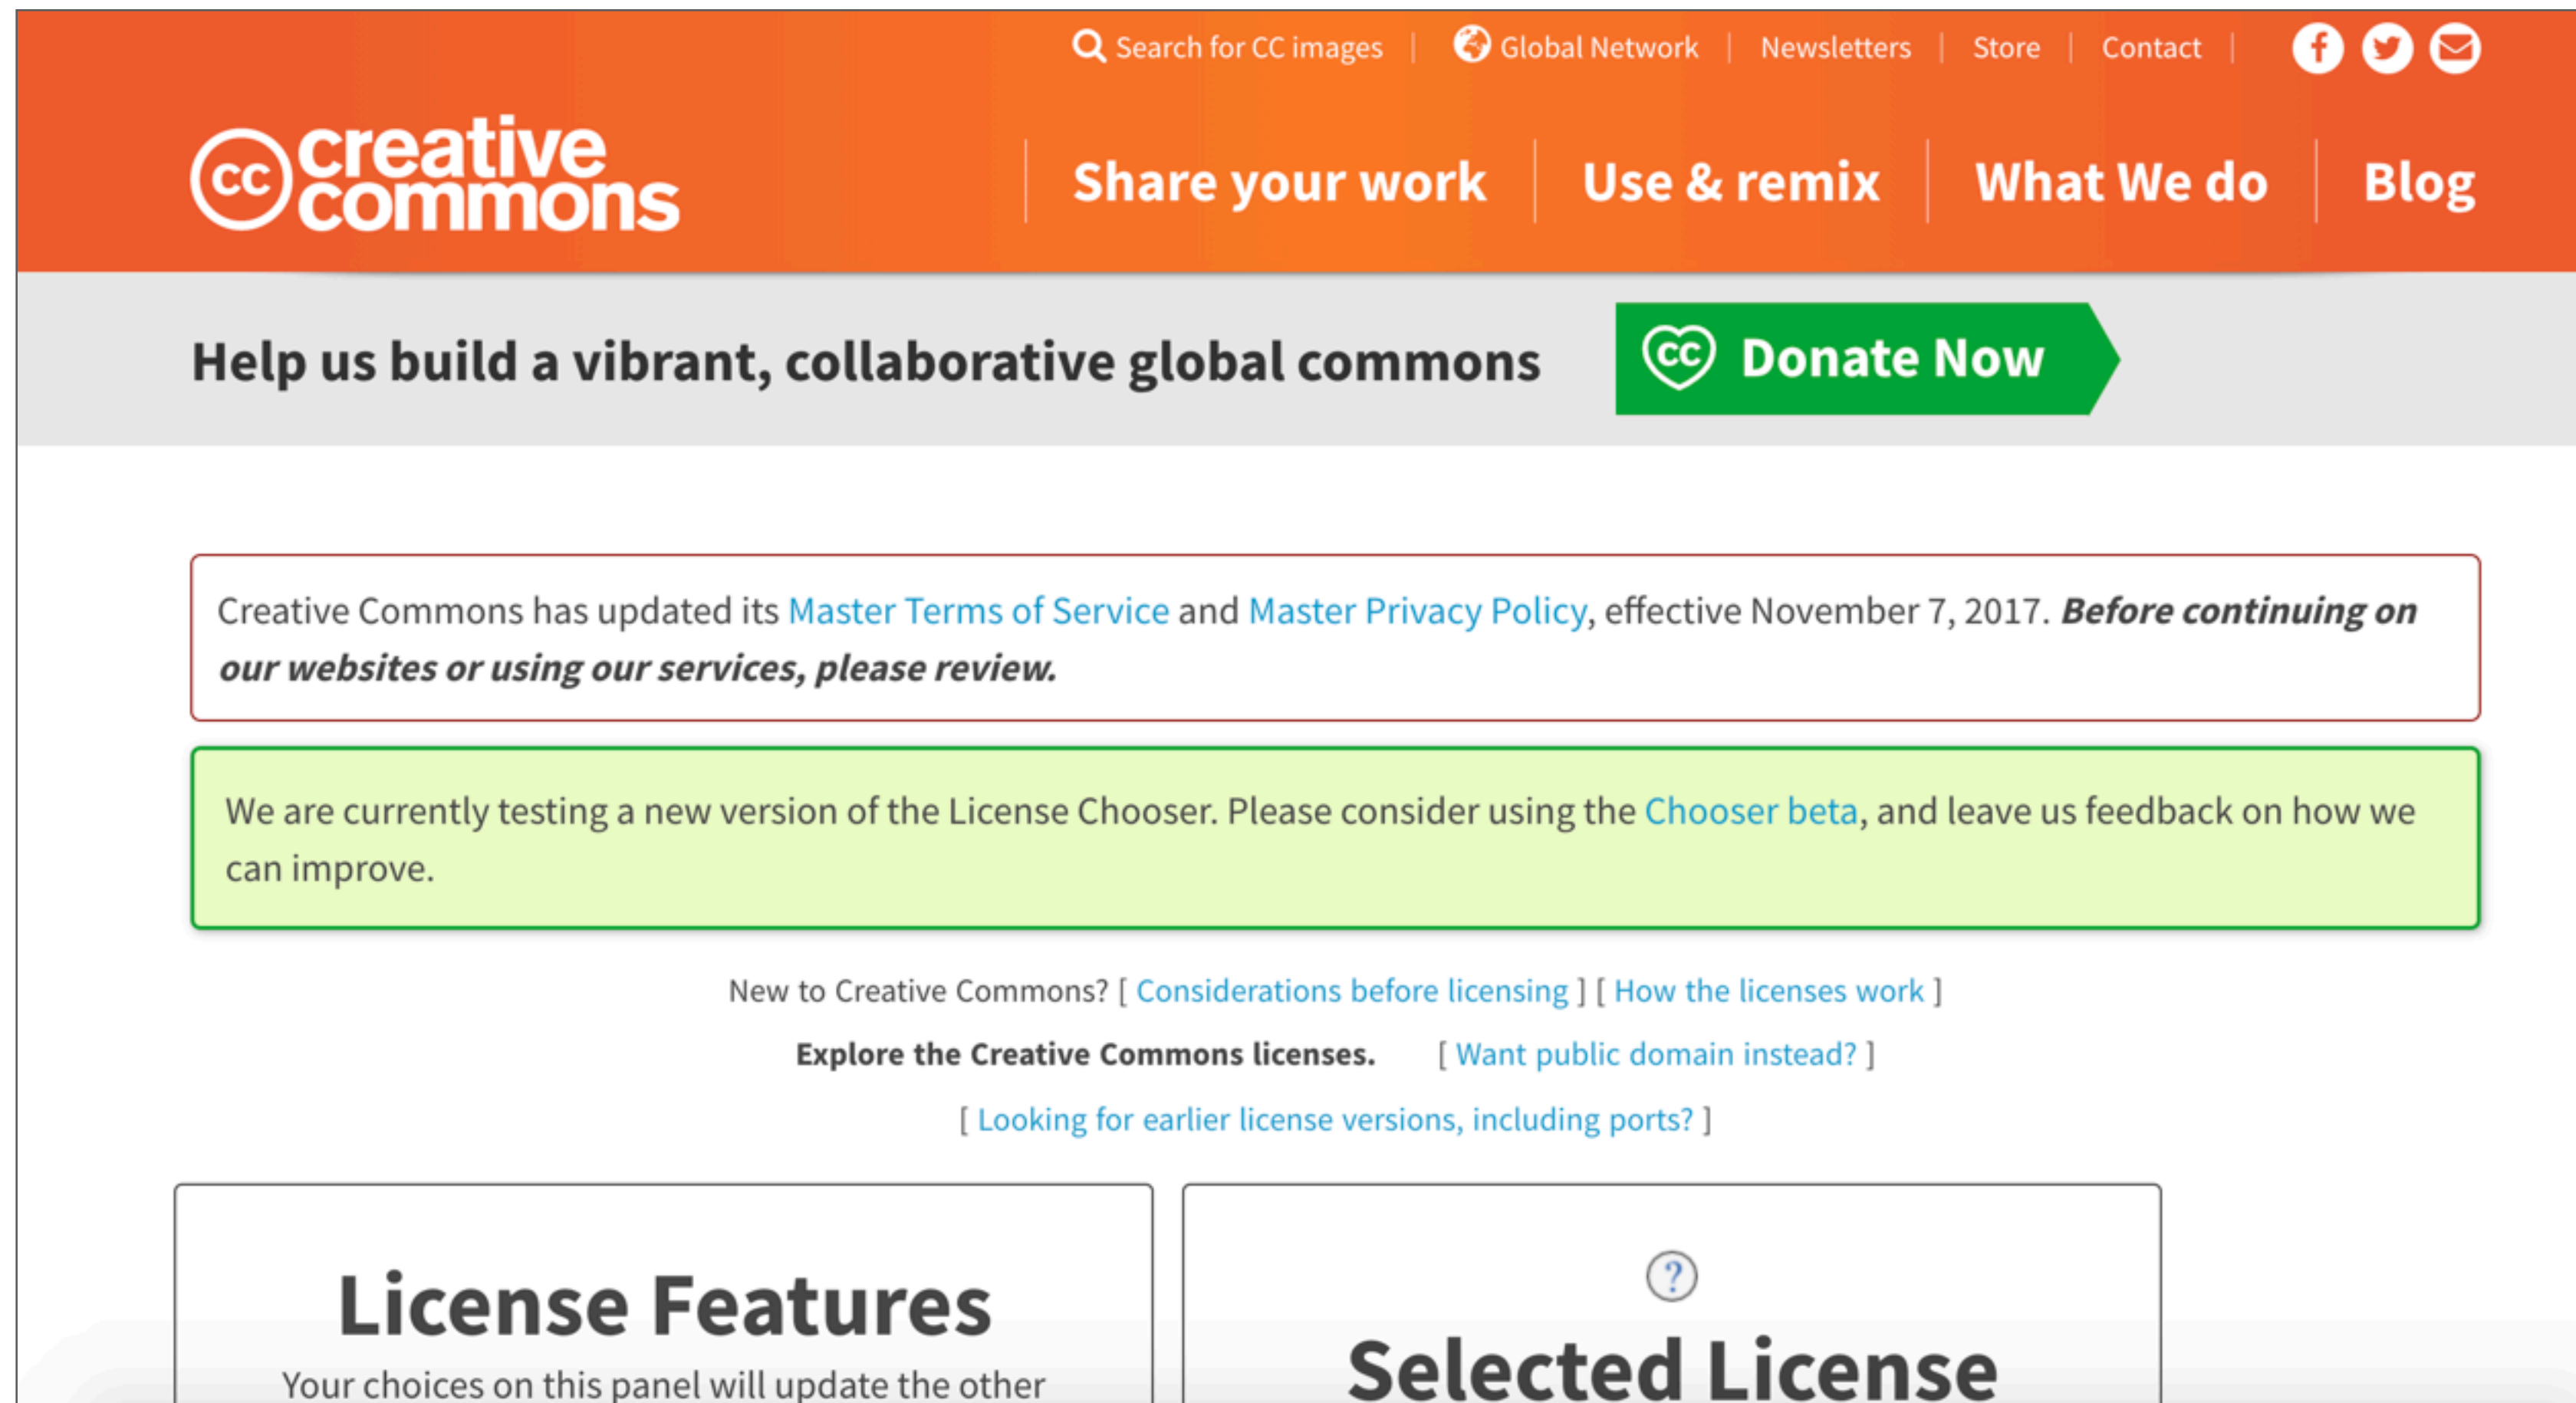 Search for CC images | Global Network | Newsletters | Store | Contact |
cc creative
commons
Share your work | Use & remix | What We do | Blog
Help us build a vibrant, collaborative global commons
cc Donate Now
Creative Commons has updated its Master Terms of Service and Master Privacy Policy, effective November 7, 2017. Before continuing on
our websites or using our services, please review.
We are currently testing a new version of the License Chooser. Please consider using the Chooser beta, and leave us feedback on how we
can improve.
New to Creative Commons? [ Considerations before licensing ] [ How the licenses work ]
Explore the Creative Commons licenses. [ Want public domain instead? ]
[ Looking for earlier license versions, including ports? ]
License Features
Your choices on this panel will update the other
?
Selected License